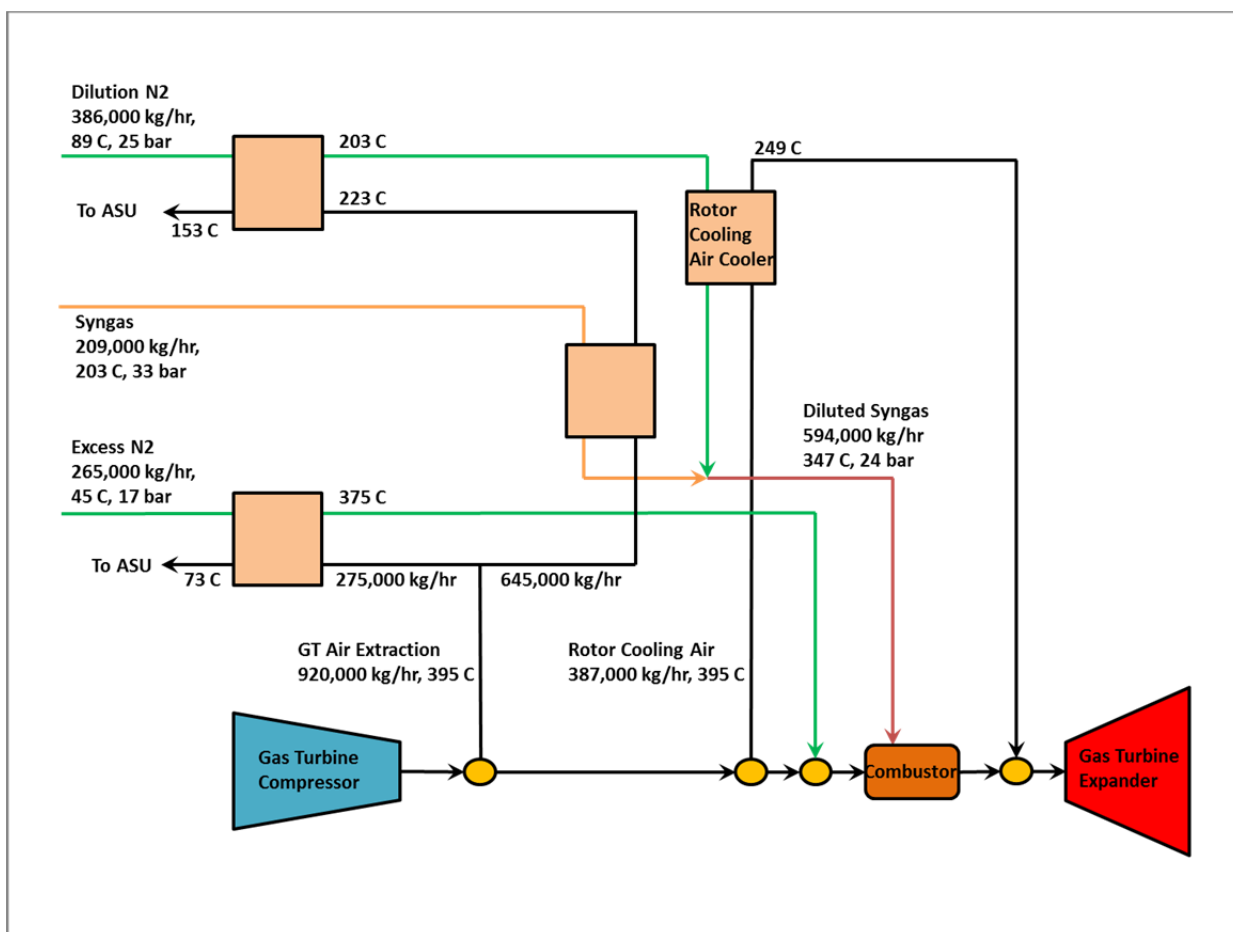 Dilution N2
386,000 kg/hr,
89 C, 25 bar
203 C
249 C
To ASU
223 C
153 C
Rotor
Cooling
Air Cooler
Syngas
209,000 kg/hr,
203 C, 33 bar
Diluted Syngas
594,000 kg/hr
347 C, 24 bar
Excess N2
265,000 kg/hr,
45 C, 17 bar
375 C
To ASU
73 C
275,000 kg/hr
645,000 kg/hr
GT Air Extraction
920,000 kg/hr, 395 C
Rotor Cooling Air
387,000 kg/hr, 395 C
Gas Turbine
Compressor
Combustor
Gas Turbine
Expander